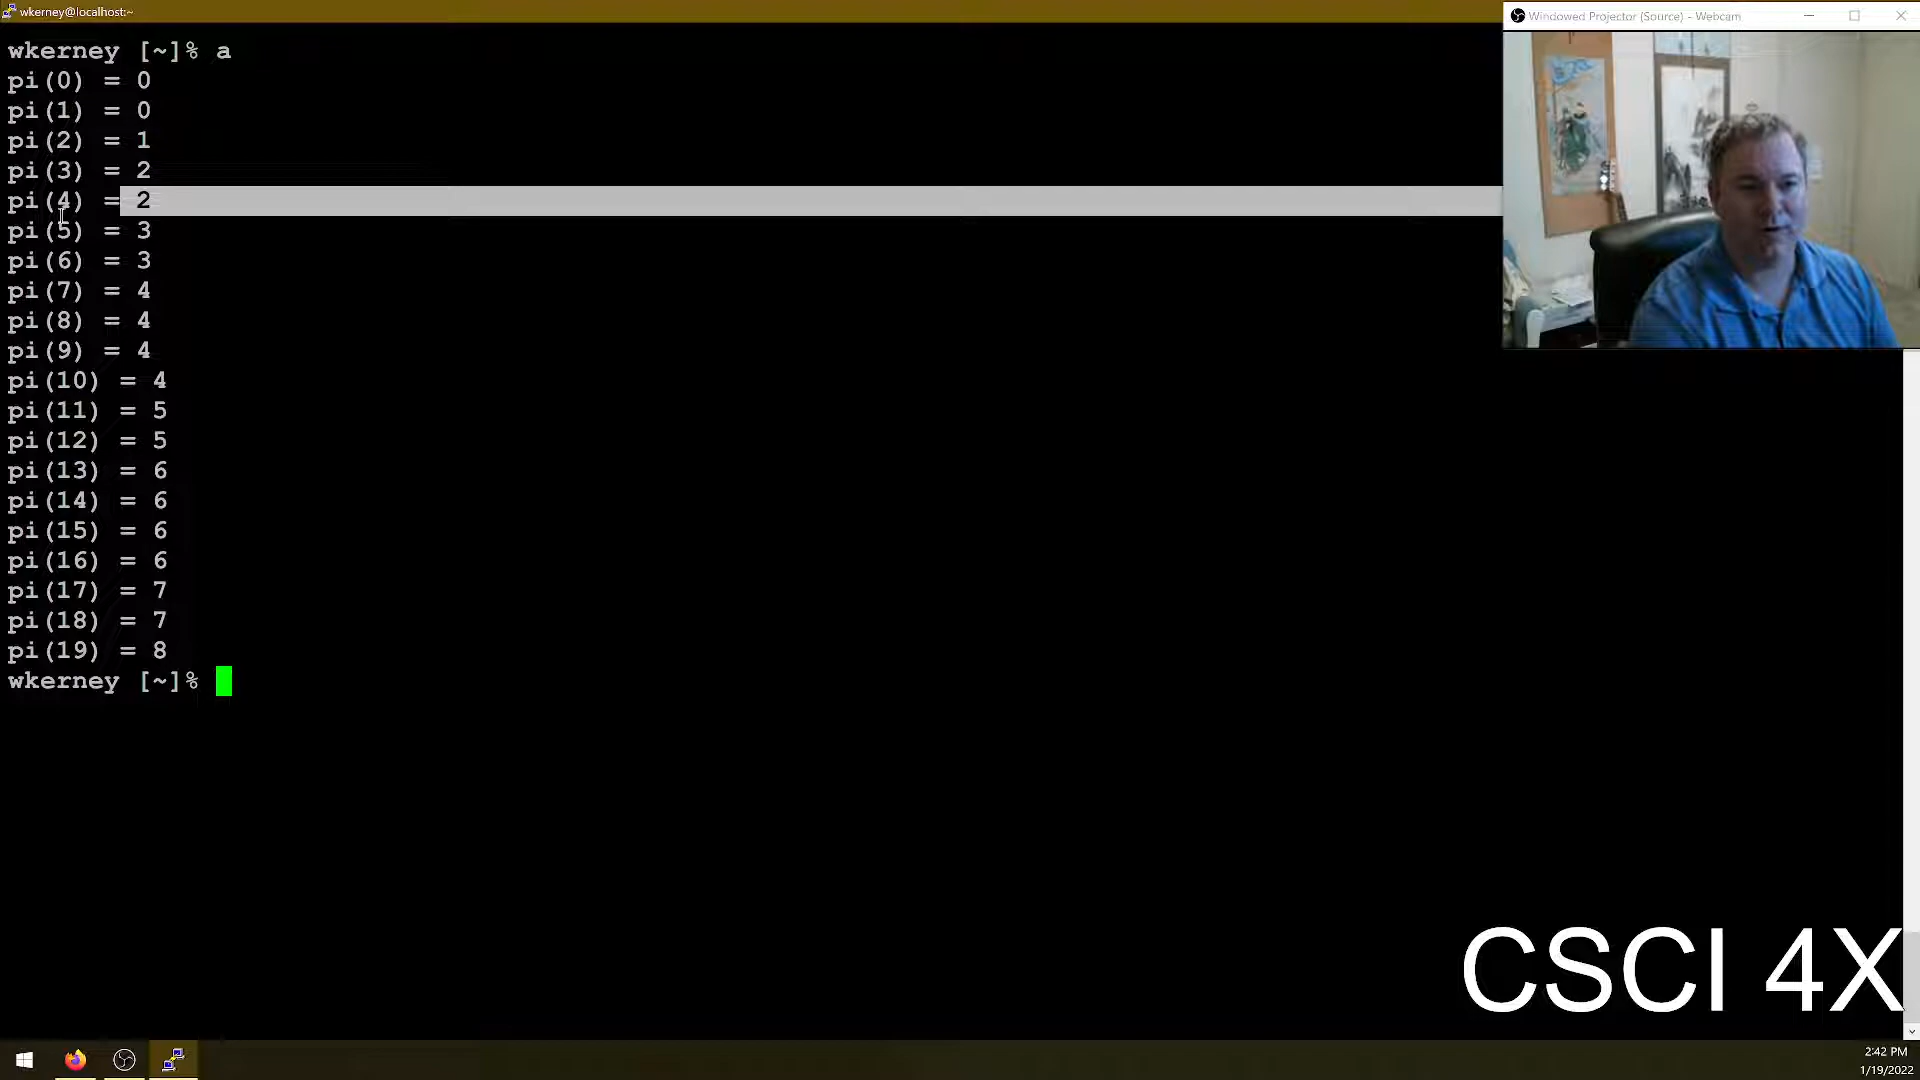 wkerney@localhost:~
Windowed Projector (Source) - Webcam
wkerney [~]% a
pi(0) = 0
pi(1) = 0
pi(2) = 1
pi(3) = 2
pi(4) = 2
pi(5) = 3
pi(6) = 3
pi(7) = 4
pi(8) = 4
pi(9) = 4
pi(10) = 4
pi(11) = 5
pi(12) = 5
pi(13) = 6
pi(14) = 6
pi(15) = 6
pi(16) = 6
pi(17) = 7
pi(18) = 7
pi(19) = 8
wkerney [~]%
CSCI 4X
2:42 PM
1/19/2022